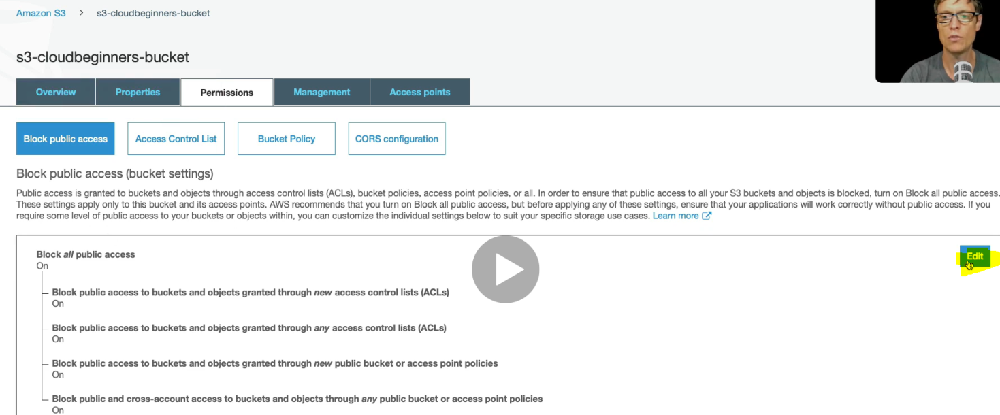 Amazon S3 > s3-cloudbeginners-bucket
s3-cloudbeginners-bucket
Overview Properties Permissions Management Access points
Block public access Access Control List Bucket Policy CORS configuration
Block public access (bucket settings)
Public access is granted to buckets and objects through access control lists (ACLs), bucket policies, access point policies, or all. In order to ensure that public access to all your S3 buckets and objects is blocked, turn on Block all public access.
These settings apply only to this bucket and its access points. AWS recommends that you turn on Block all public access, but before applying any of these settings, ensure that your applications will work correctly without public access. If you
require some level of public access to your buckets or objects within, you can customize the individual settings below to suit your specific storage use cases. Learn more
Block all public access
On
Edit
Block public access to buckets and objects granted through new access control lists (ACLs)
On
Block public access to buckets and objects granted through any access control lists (ACLs)
On
Block public access to buckets and objects granted through new public bucket or access point policies
On
Block public and cross-account access to buckets and objects through any public bucket or access point policies
On